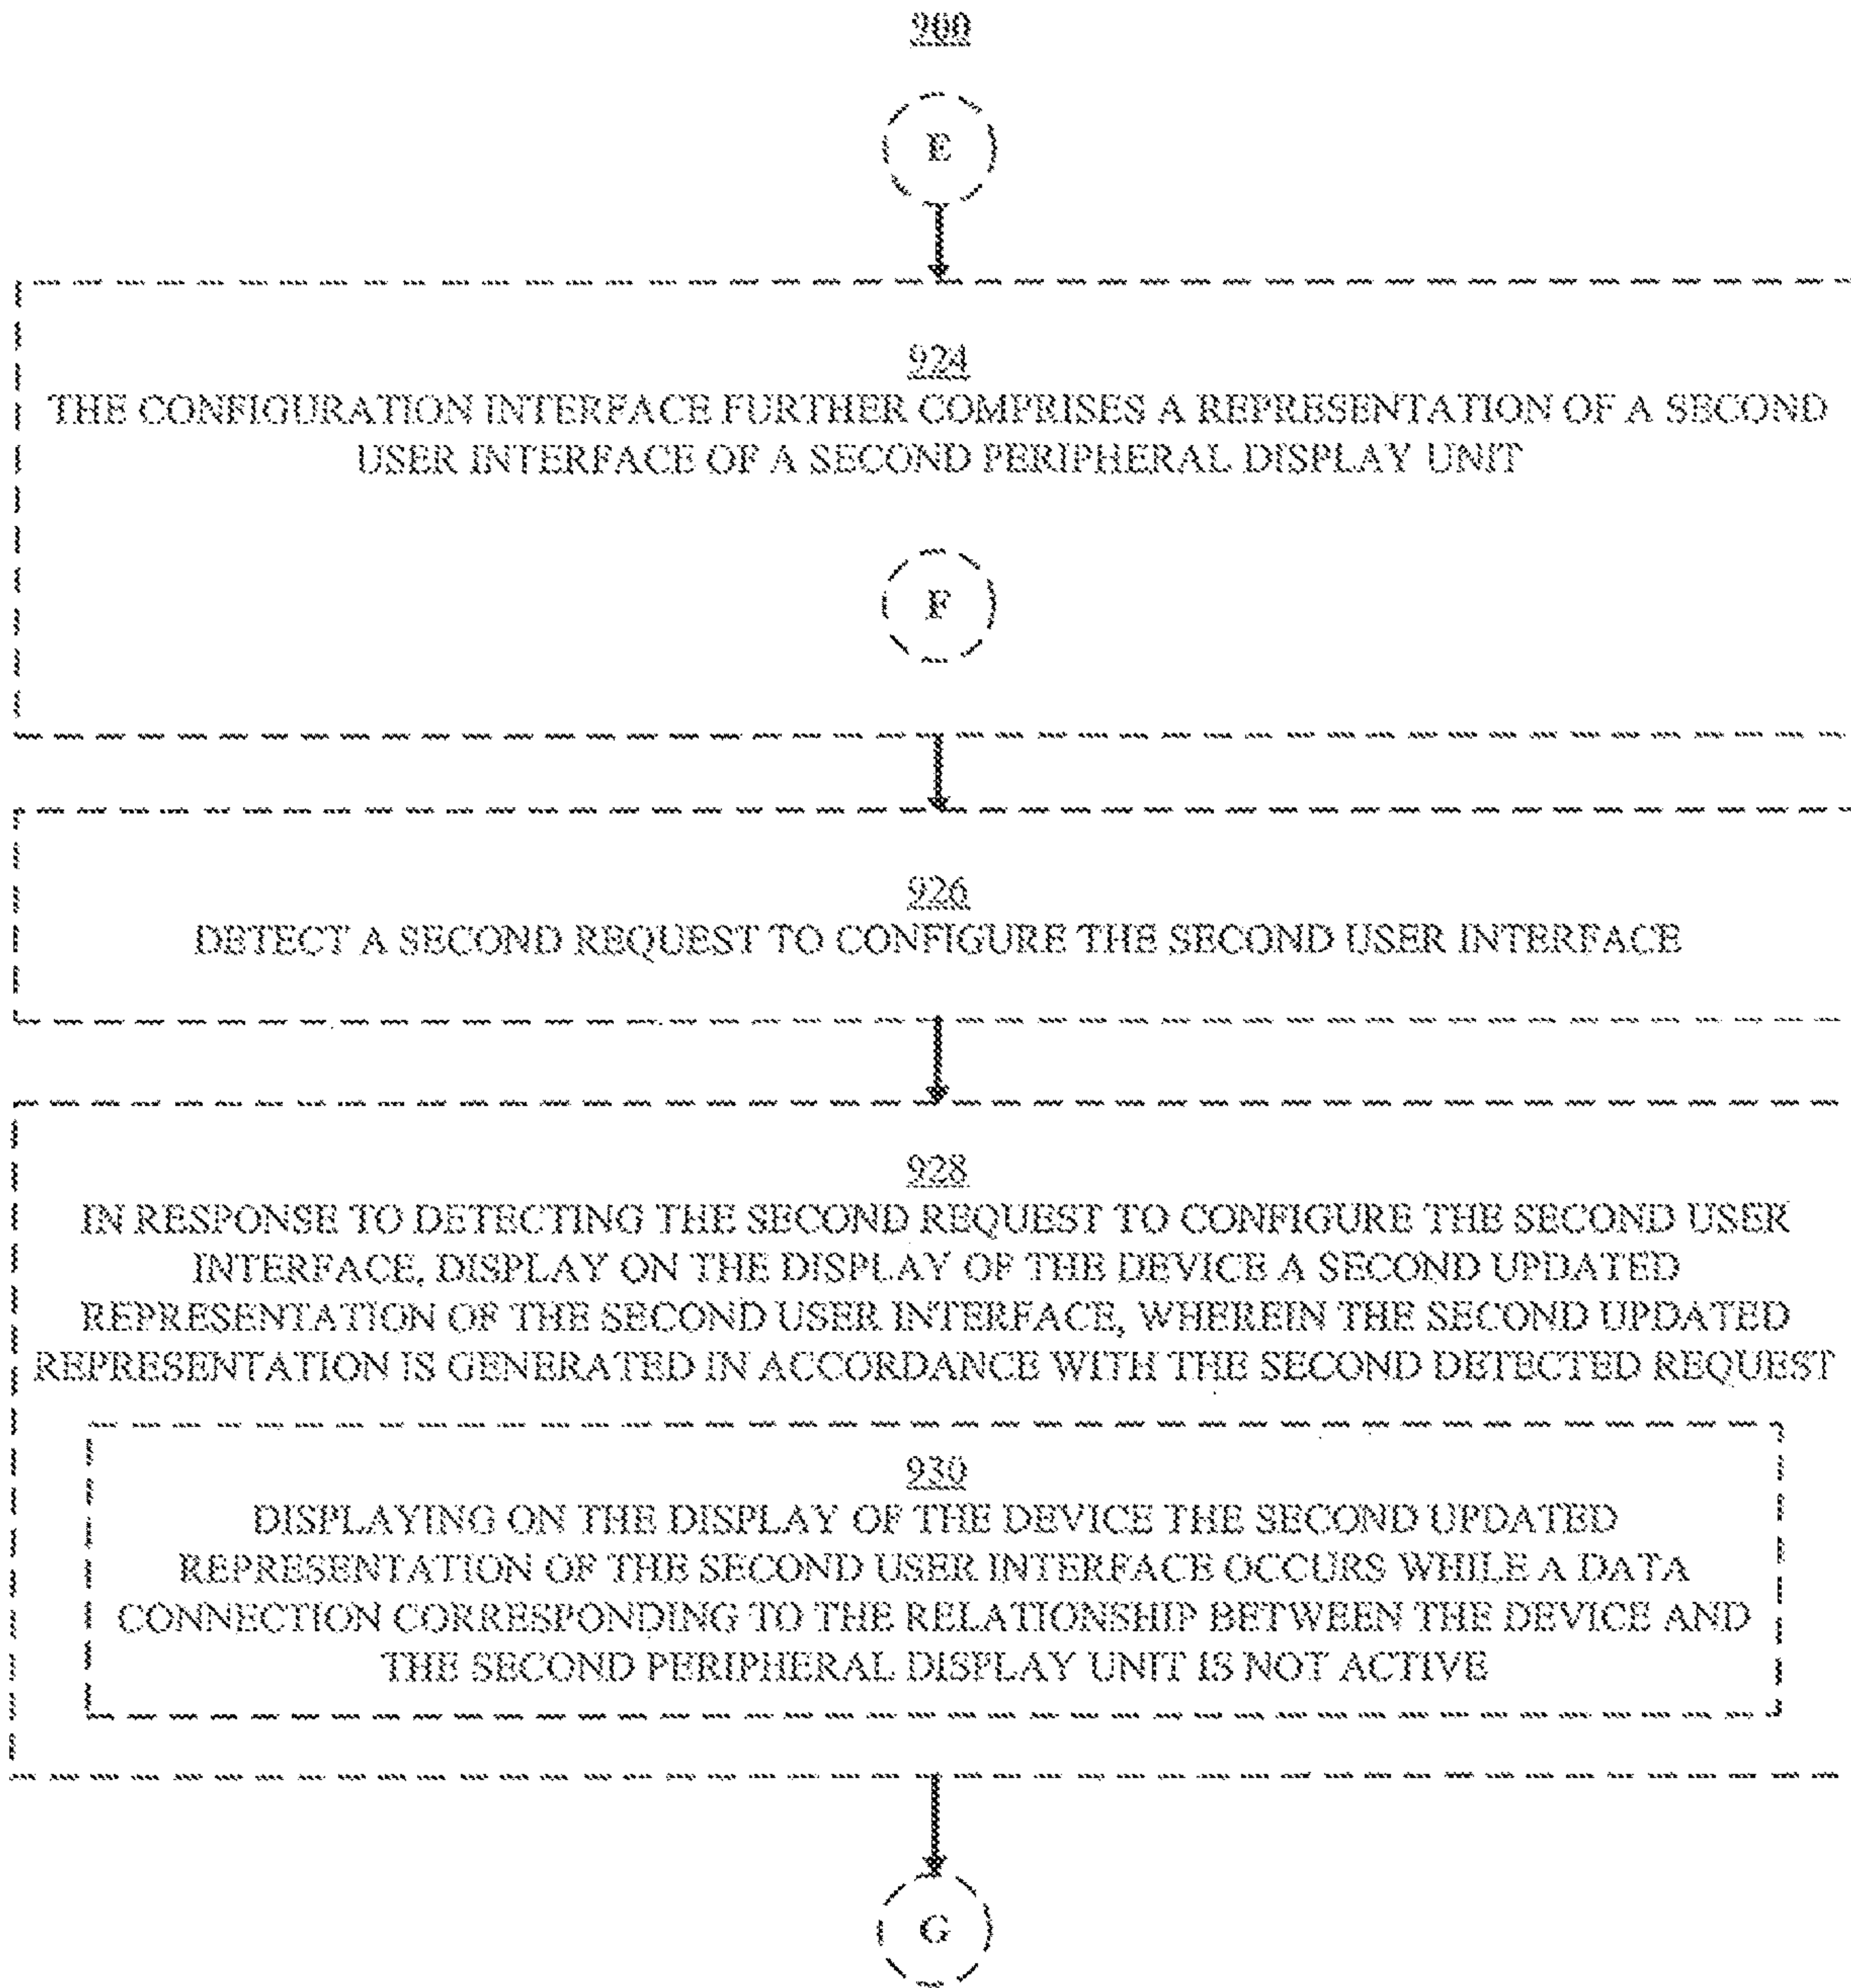 900
E
924
THE CONFIGURATION INTERFACE FURTHER COMPRISES A REPRESENTATION OF A SECOND
USER INTERFACE OF A SECOND PERIPHERAL DISPLAY UNIT
F
926
DETECT A SECOND REQUEST TO CONFIGURE THE SECOND USER INTERFACE
928
IN RESPONSE TO DETECTING THE SECOND REQUEST TO CONFIGURE THE SECOND USER
INTERFACE, DISPLAY ON THE DISPLAY OF THE DEVICE A SECOND UPDATED
REPRESENTATION OF THE SECOND USER INTERFACE, WHEREIN THE SECOND UPDATED
REPRESENTATION IS GENERATED IN ACCORDANCE WITH THE SECOND DETECTED REQUEST
930
DISPLAYING ON THE DISPLAY OF THE DEVICE THE SECOND UPDATED
REPRESENTATION OF THE SECOND USER INTERFACE OCCURS WHILE A DATA
CONNECTION CORRESPONDING TO THE RELATIONSHIP BETWEEN THE DEVICE AND
THE SECOND PERIPHERAL DISPLAY UNIT IS NOT ACTIVE
G